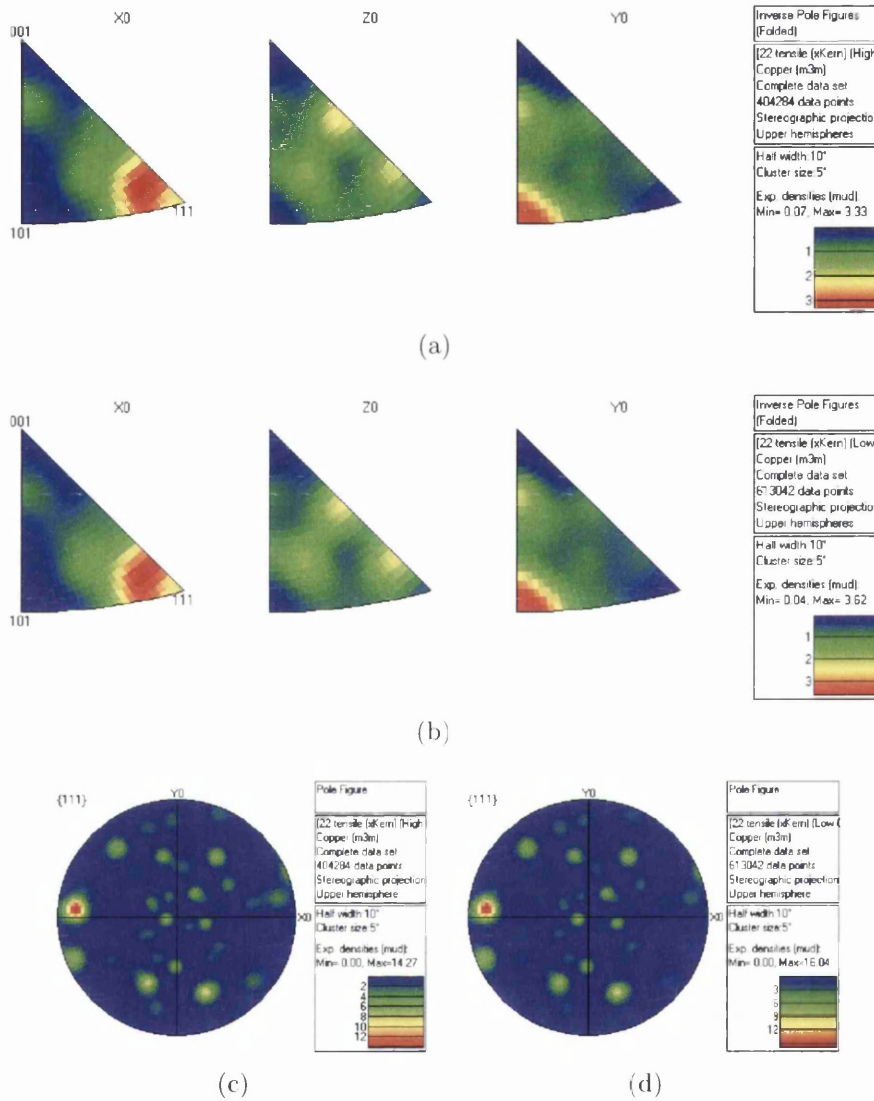 X0 Z0 Y0
001
101
111
Inverse Pole Figures
(Folded)
[22 tensile (xKern) (High
Copper (m3m)
Complete data set
404284 data points
Stereographic projectio
Upper hemispheres
Half width:10°
Cluster size:5°
Exp. densities (mud):
Min= 0.07, Max= 3.33
1
2
3
(a)
X0 Z0 Y0
001
101
111
Inverse Pole Figures
(Folded)
[22 tensile (xKern) (Low
Copper (m3m)
Complete data set
613042 data points
Stereographic projectio
Upper hemispheres
Half width:10°
Cluster size:5°
Exp. densities (mud):
Min= 0.04, Max= 3.62
1
2
3
(b)
{111}
Y0
X0
Pole Figure
[22 tensile (xKern) (High
Copper (m3m)
Complete data set
404284 data points
Stereographic projection
Upper hemisphere
Half width:10°
Cluster size:5°
Exp. densities (mud):
Min= 0.00, Max=14.27
2
4
6
8
10
12
(c)
{111}
Y0
X0
Pole Figure
[22 tensile (xKern) (Low (
Copper (m3m)
Complete data set
613042 data points
Stereographic projection
Upper hemisphere
Half width:10°
Cluster size:5°
Exp. densities (mud):
Min= 0.00, Max=16.04
3
6
9
12
(d)